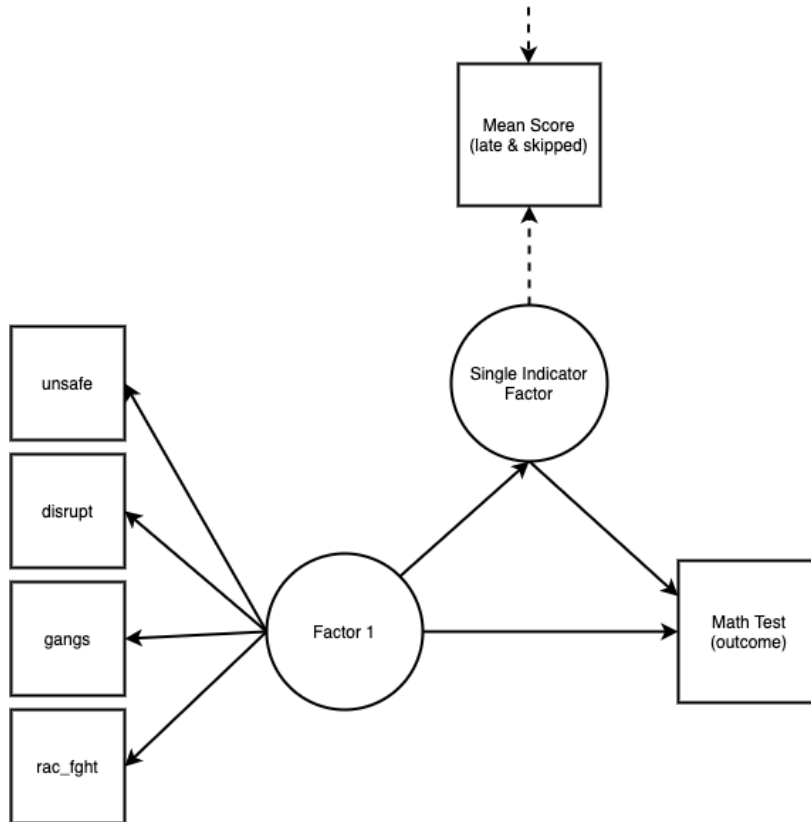 Mean Score
(late & skipped)
unsafe
Single Indicator
Factor
disrupt
gangs
Factor 1
Math Test
(outcome)
rac_fght